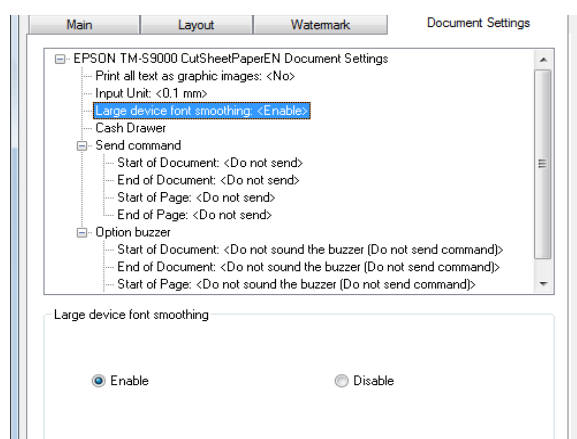 Main Layout Watermark Document Settings
EPSON TM-S9000 CutSheetPaperEN Document Settings
Print all text as graphic images: <No>
Input Unit: <0.1 mm>
Large device font smoothing: <Enable>
Cash Drawer
Send command
Start of Document: <Do not send>
End of Document: <Do not send>
Start of Page: <Do not send>
End of Page: <Do not send>
Option buzzer
Start of Document: <Do not sound the buzzer (Do not send command)>
End of Document: <Do not sound the buzzer (Do not send command)>
Start of Page: <Do not sound the buzzer (Do not send command)>
Large device font smoothing
Enable Disable